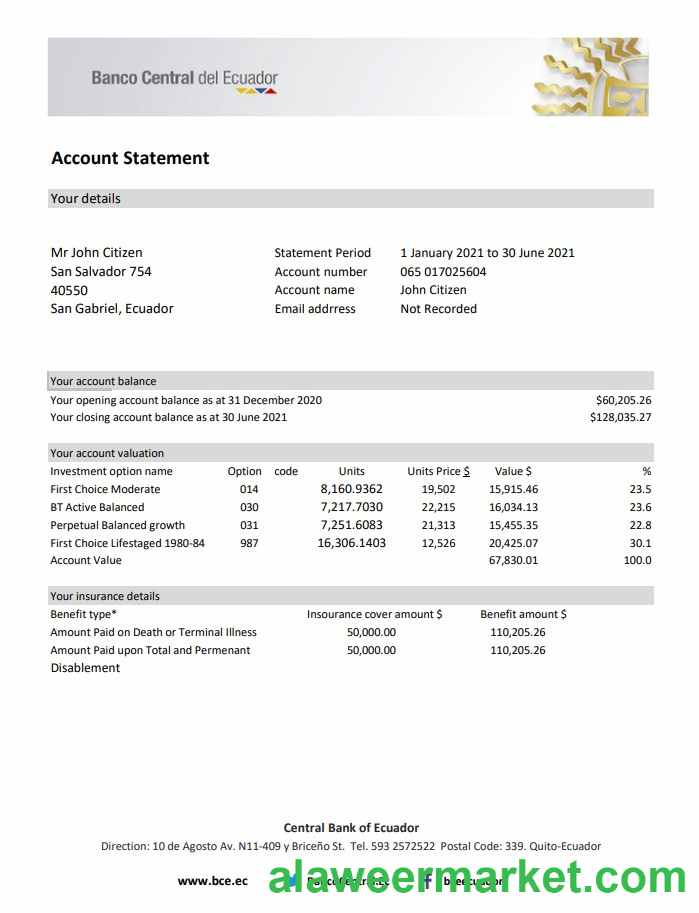 Banco Central del Ecuador
Account Statement
Your details
Mr John Citizen Statement Period 1 January 2021 to 30 June 2021
San Salvador 754 Account number 065 017025604
40550 Account name John Citizen
San Gabriel, Ecuador Email addrress Not Recorded
Your account balance
Your opening account balance as at 31 December 2020 $60,205.26
Your closing account balance as at 30 June 2021 $128,035.27
Your account valuation
Investment option name Option code Units Units Price $ Value $ %
First Choice Moderate 014 8,160.9362 19,502 15,915.46 23.5
BT Active Balanced 030 7,217.7030 22,215 16,034.13 23.6
Perpetual Balanced growth 031 7,251.6083 21,313 15,455.35 22.8
First Choice Lifestaged 1980-84 987 16,306.1403 12,526 20,425.07 30.1
Account Value 67,830.01 100.0
Your insurance details
Benefit type* Insourance cover amount $ Benefit amount $
Amount Paid on Death or Terminal Illness 50,000.00 110,205.26
Amount Paid upon Total and Permenant 50,000.00 110,205.26
Disablement
Central Bank of Ecuador
Direction: 10 de Agosto Av. N11-409 y Briceño St. Tel. 593 2572522 Postal Code: 339. Quito-Ecuador
www.bce.ec
alaweermarket.com